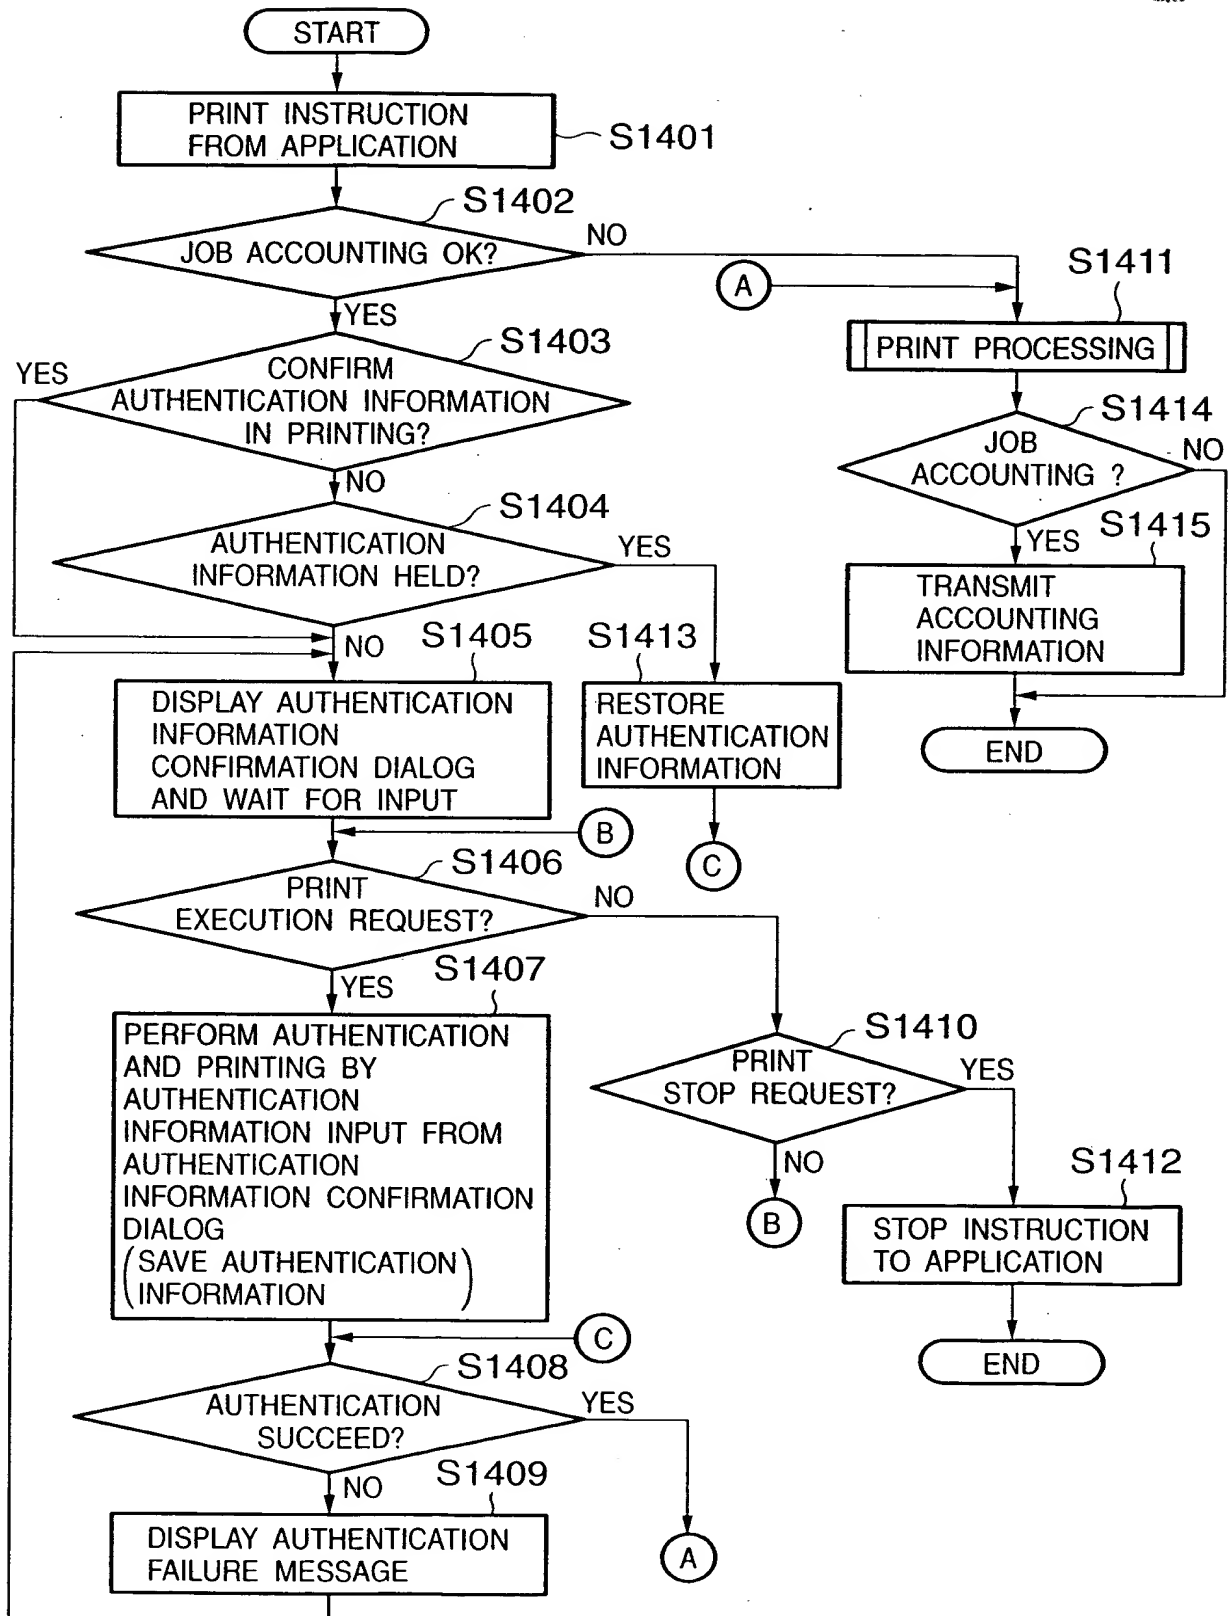 START
PRINT INSTRUCTION
FROM APPLICATION
S1401
S1402
JOB ACCOUNTING OK?
NO
YES
A
S1411
PRINT PROCESSING
S1403
YES
CONFIRM
AUTHENTICATION INFORMATION
IN PRINTING?
NO
S1414
JOB
ACCOUNTING ?
NO
YES
S1404
AUTHENTICATION
INFORMATION HELD?
YES
NO
S1415
TRANSMIT
ACCOUNTING
INFORMATION
END
S1405
DISPLAY AUTHENTICATION
INFORMATION
CONFIRMATION DIALOG
AND WAIT FOR INPUT
S1413
RESTORE
AUTHENTICATION
INFORMATION
B
C
S1406
PRINT
EXECUTION REQUEST?
NO
YES
S1407
PERFORM AUTHENTICATION
AND PRINTING BY
AUTHENTICATION
INFORMATION INPUT FROM
AUTHENTICATION
INFORMATION CONFIRMATION
DIALOG
(SAVE AUTHENTICATION
INFORMATION)
S1410
PRINT
STOP REQUEST?
YES
NO
B
S1412
STOP INSTRUCTION
TO APPLICATION
END
C
S1408
AUTHENTICATION
SUCCEED?
YES
NO
S1409
DISPLAY AUTHENTICATION
FAILURE MESSAGE
A